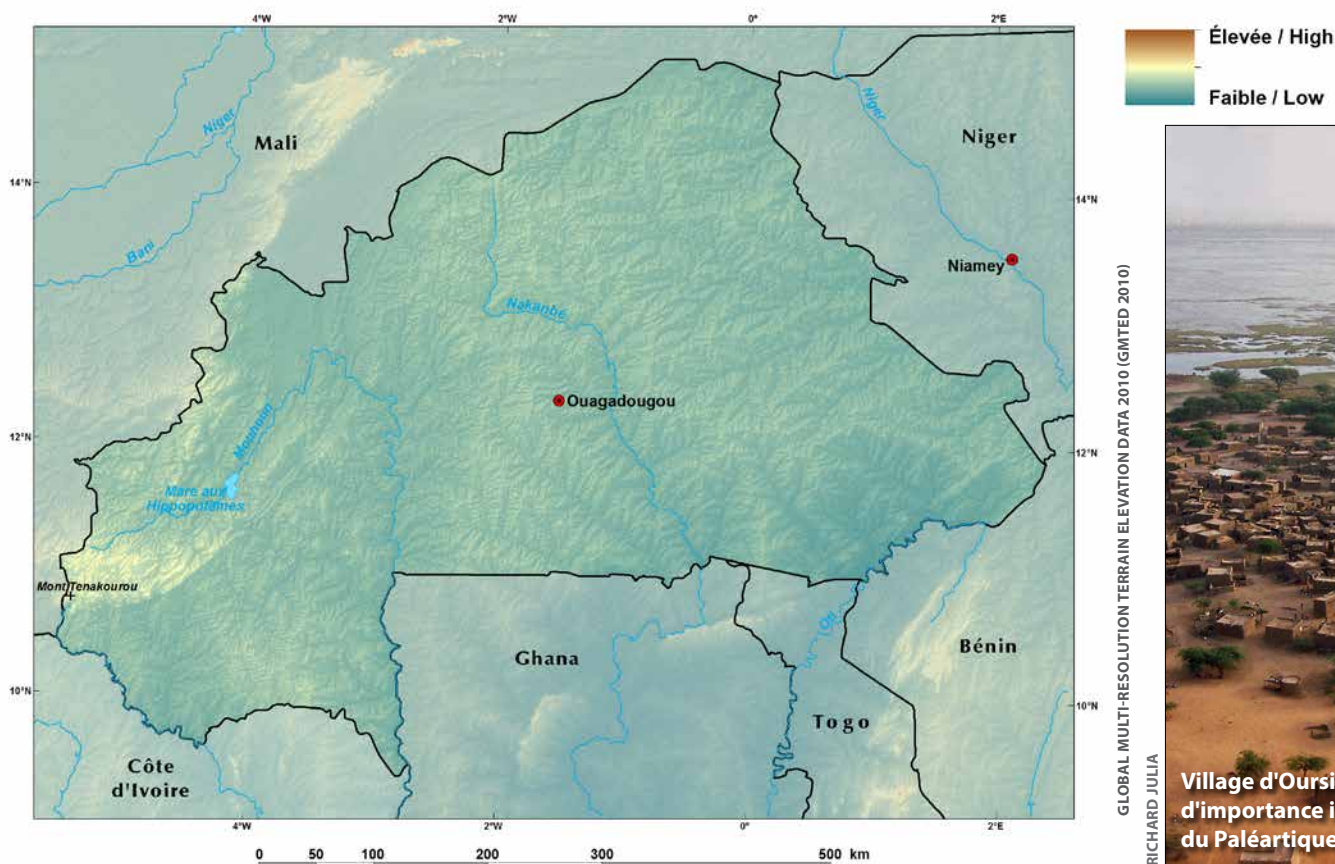 4°W 2°W 0° 2°E
Élevée / High
Faible / Low
Niger
Mali
Niger
Niger
14°N
14°N
Bani
Niamey
Nakanbé
Ouagadougou
12°N
12°N
Mouhoun
Mare aux
Hippopotames
Mont Tenakourou
Oti
Ghana
Bénin
10°N
10°N
Togo
Côte
d'Ivoire
4°W 2°W 0° 2°E
0 50 100 200 300 500 km
GLOBAL MULTI-RESOLUTION TERRAIN ELEVATION DATA 2010 (GMTED 2010)
RICHARD JULIA
Village d'Oursi
d'importance i
du Paléartique